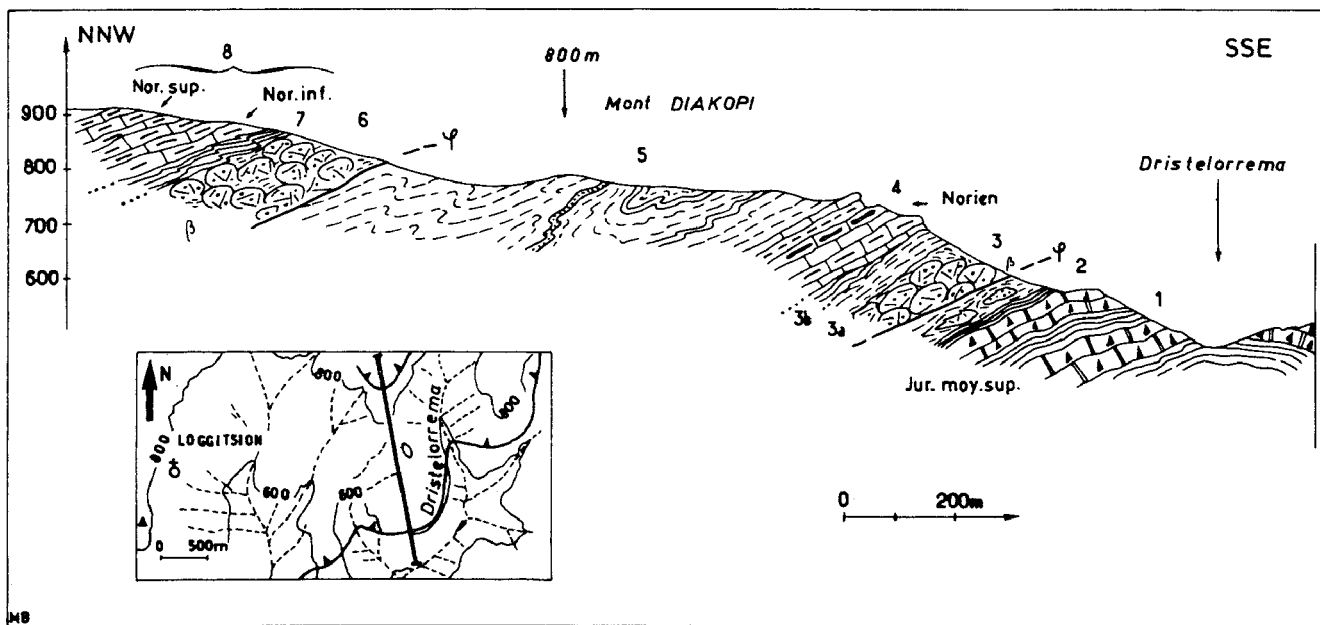 NNW
SSE
8
800m
Nor. sup.
Nor. inf.
Mont DIAKOPI
900
7
6
φ
800
5
Dristelorrema
4
Norien
700
3
β
φ
2
β
600
1
3b
3a
Jur. moy. sup.
N
800
Dristelorrema
800
800
LOGGITSION
600
600
0 500m
0 200m
MB